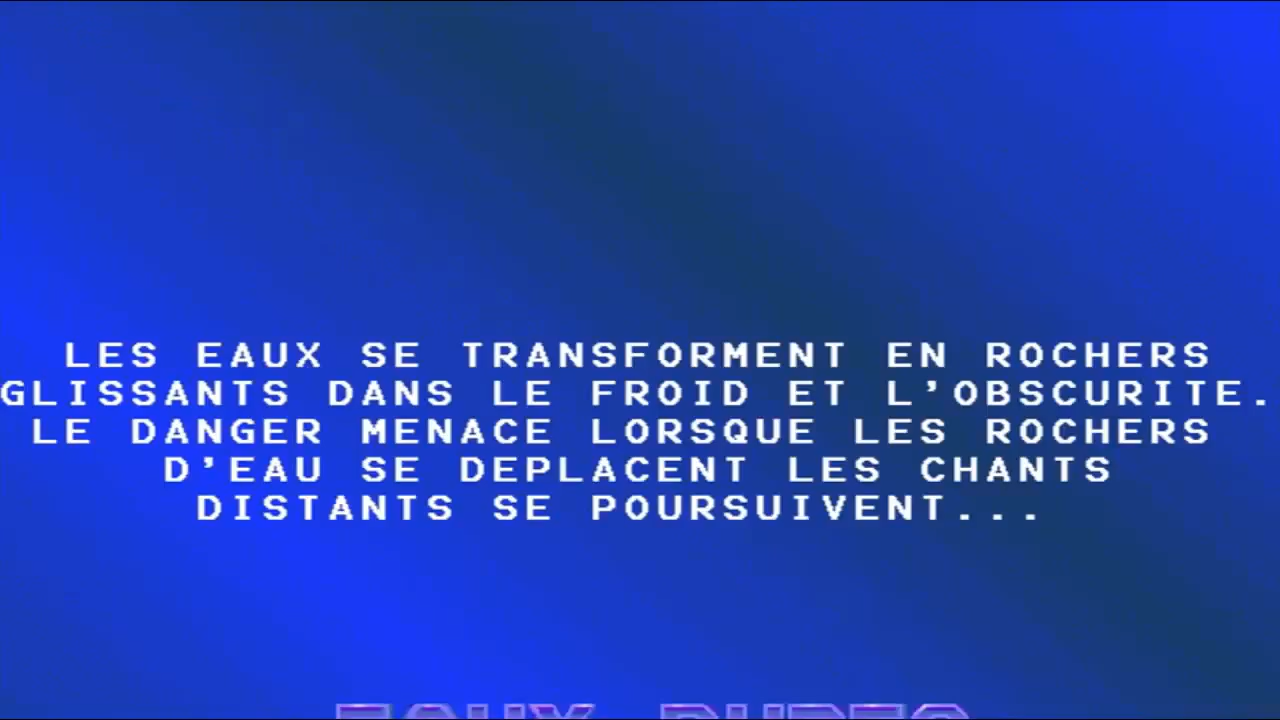 LES EAUX SE TRANSFORMENT EN ROCHERS
GLISSANTS DANS LE FROID ET L'OBSCURITE.
LE DANGER MENACE LORSQUE LES ROCHERS
D'EAU SE DEPLACENT LES CHANTS
DISTANTS SE POURSUIVENT...
EAUX